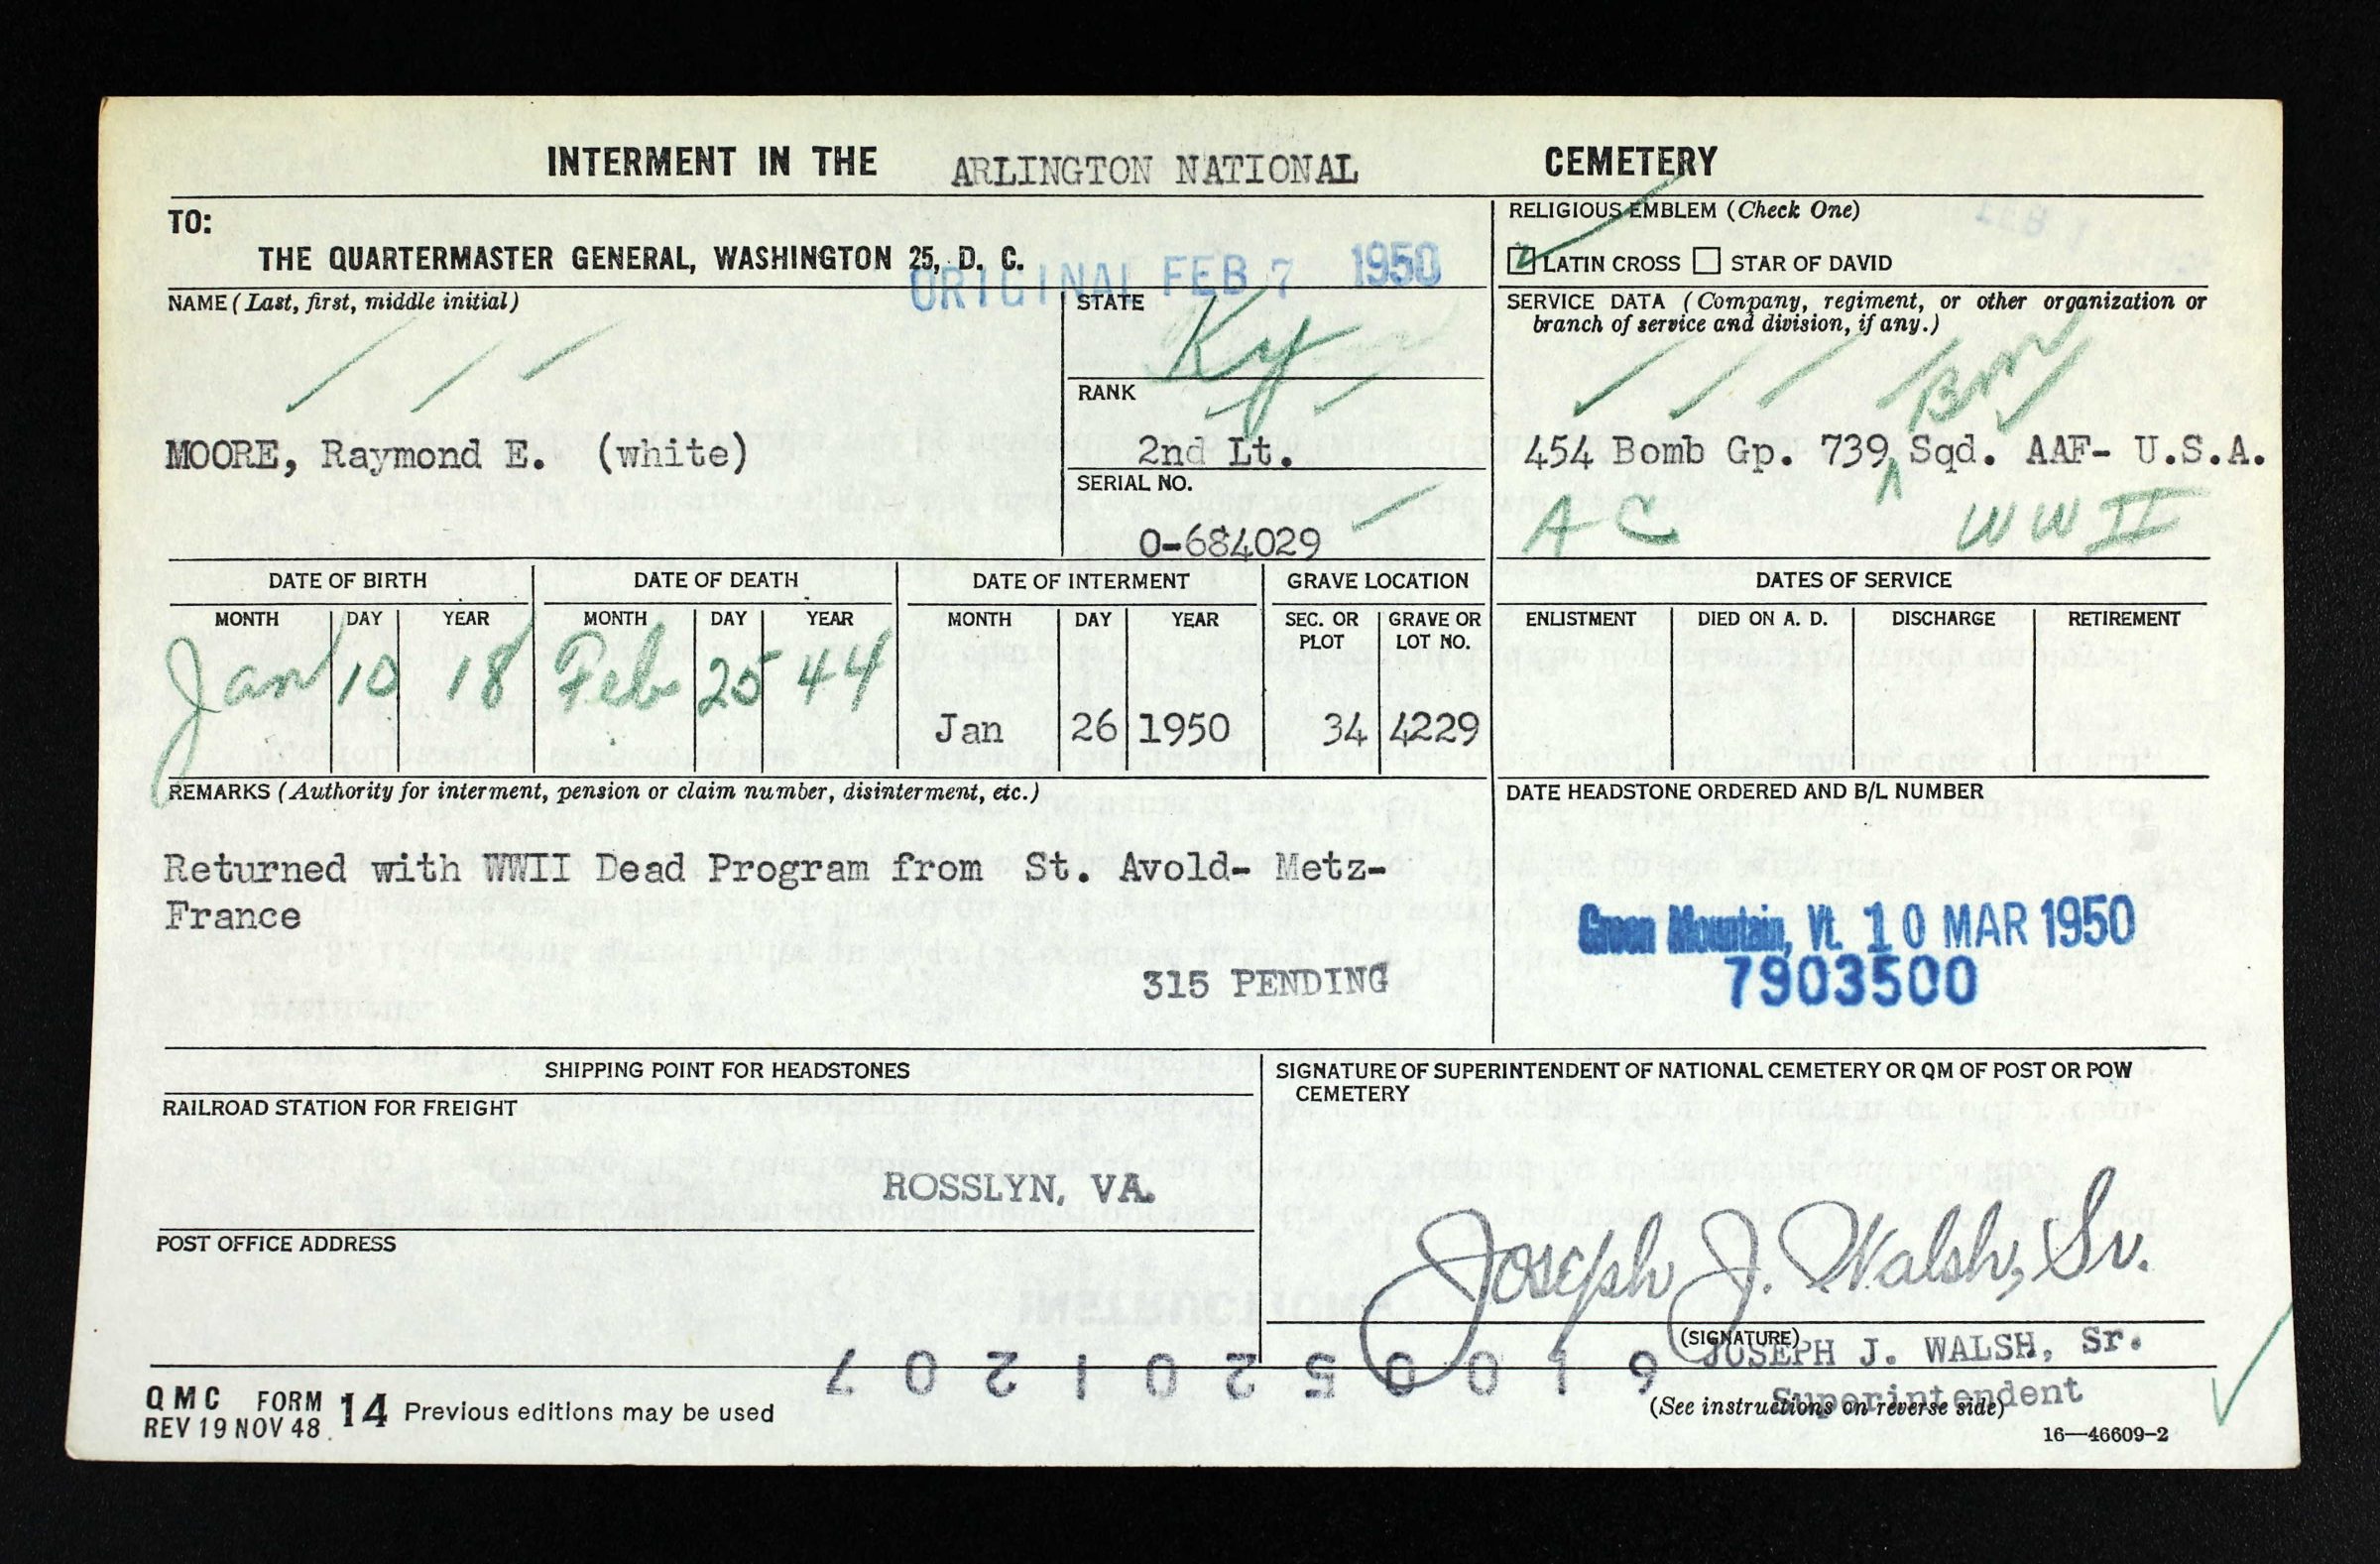 INTERMENT IN THE ARLINGTON NATIONAL CEMETERY
TO:
THE QUARTERMASTER GENERAL, WASHINGTON 25, D. C.
ORIGINAL FEB 7 1950
RELIGIOUS EMBLEM (Check One)
LATIN CROSS STAR OF DAVID
NAME (Last, first, middle initial)
MOORE, Raymond E. (white)
STATE
Ky
RANK
2nd Lt.
SERIAL NO.
O-684029
SERVICE DATA (Company, regiment, or other organization or
branch of service and division, if any.)
Bm
454 Bomb Gp. 739 Sqd. AAF- U.S.A.
A C WW II
DATE OF BIRTH
MONTH DAY YEAR
Jan 10 18
DATE OF DEATH
MONTH DAY YEAR
Feb 25 44
DATE OF INTERMENT
MONTH DAY YEAR
Jan 26 1950
GRAVE LOCATION
SEC. OR PLOT
GRAVE OR LOT NO.
34 4229
DATES OF SERVICE
ENLISTMENT DIED ON A. D. DISCHARGE RETIREMENT
REMARKS (Authority for interment, pension or claim number, disinterment, etc.)
Returned with WWII Dead Program from St. Avold- Metz-
France
315 PENDING
DATE HEADSTONE ORDERED AND B/L NUMBER
Green Mountain, Vt. 10 MAR 1950
7903500
SHIPPING POINT FOR HEADSTONES
RAILROAD STATION FOR FREIGHT
ROSSLYN, VA.
POST OFFICE ADDRESS
SIGNATURE OF SUPERINTENDENT OF NATIONAL CEMETERY OR QM OF POST OR POW
CEMETERY
Joseph J. Walsh, Sr.
(SIGNATURE)
JOSEPH J. WALSH, Sr.
Superintendent
(See instructions on reverse side)
61005201207
QMC FORM 14 Previous editions may be used
REV 19 NOV 48
16—46609-2